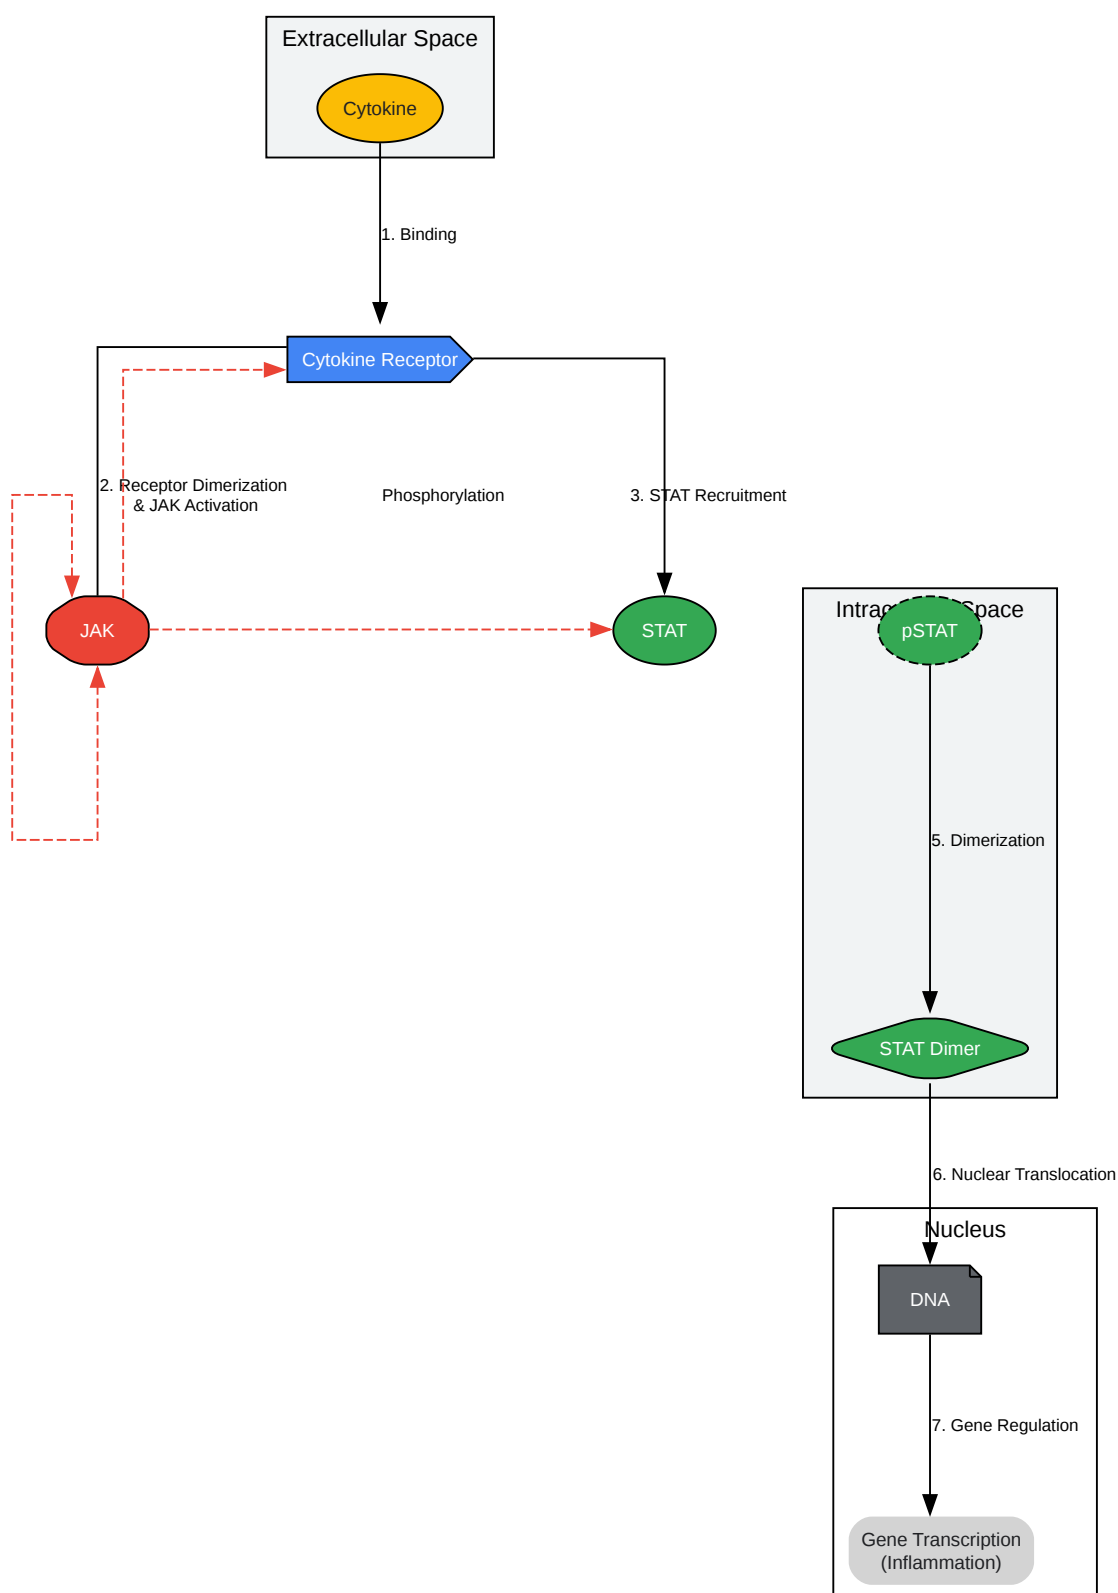 Extracellular Space
Cytokine
1. Binding
Cytokine Receptor
2. Receptor Dimerization
& JAK Activation
Phosphorylation
3. STAT Recruitment
JAK
STAT
Space
pSTAT
5. Dimerization
STAT Dimer
6. Nuclear Translocation
Nucleus
DNA
7. Gene Regulation
Gene Transcription
(Inflammation)